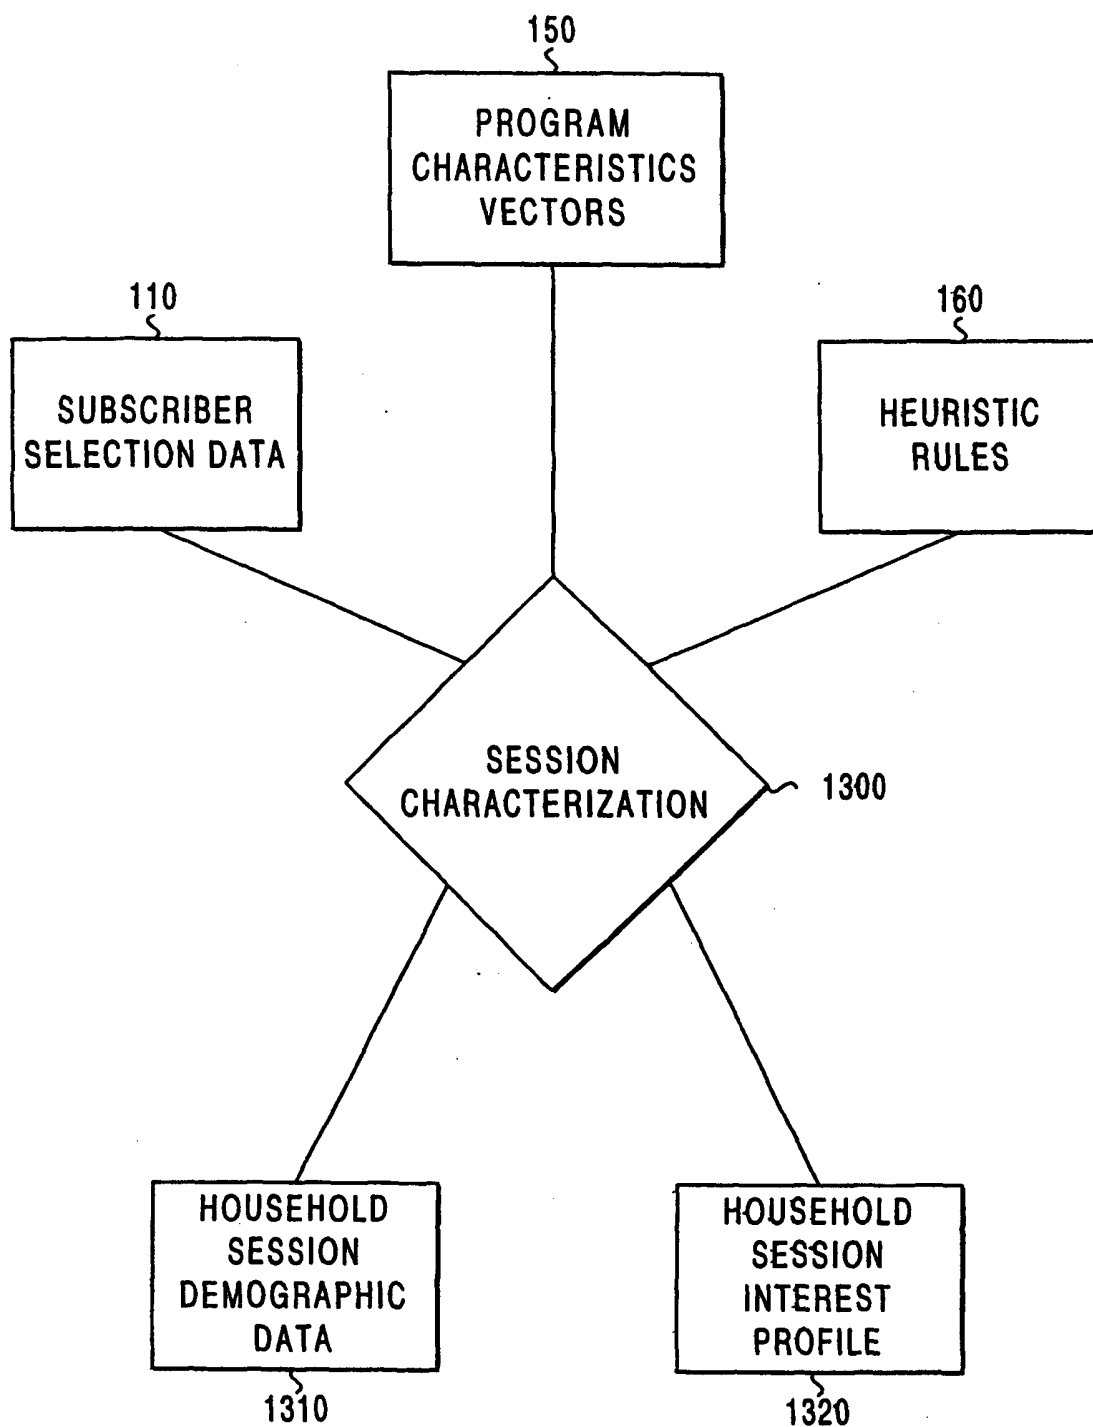 150
PROGRAM
CHARACTERISTICS
VECTORS
110
SUBSCRIBER
SELECTION DATA
160
HEURISTIC
RULES
SESSION
CHARACTERIZATION
1300
HOUSEHOLD
SESSION
DEMOGRAPHIC
DATA
1310
HOUSEHOLD
SESSION
INTEREST
PROFILE
1320